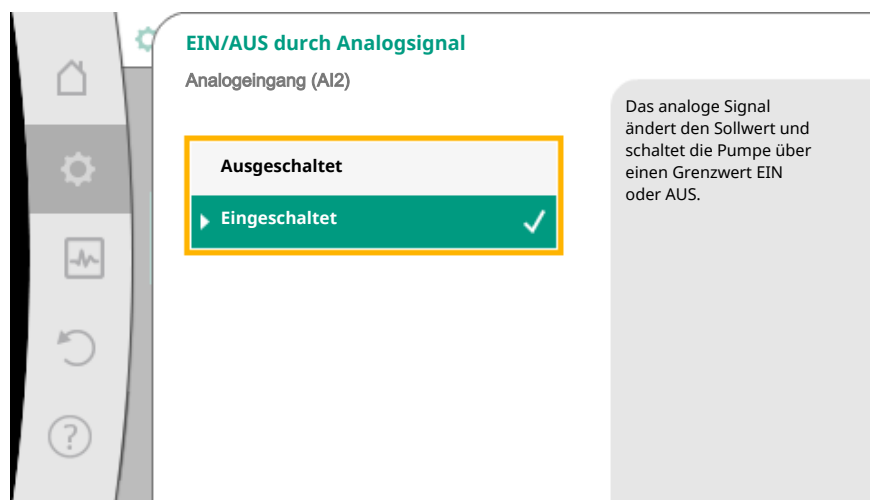 EIN/AUS durch Analogsignal
Analogeingang (AI2)
Ausgeschaltet
Eingeschaltet
Das analoge Signal
ändert den Sollwert und
schaltet die Pumpe über
einen Grenzwert EIN
oder AUS.